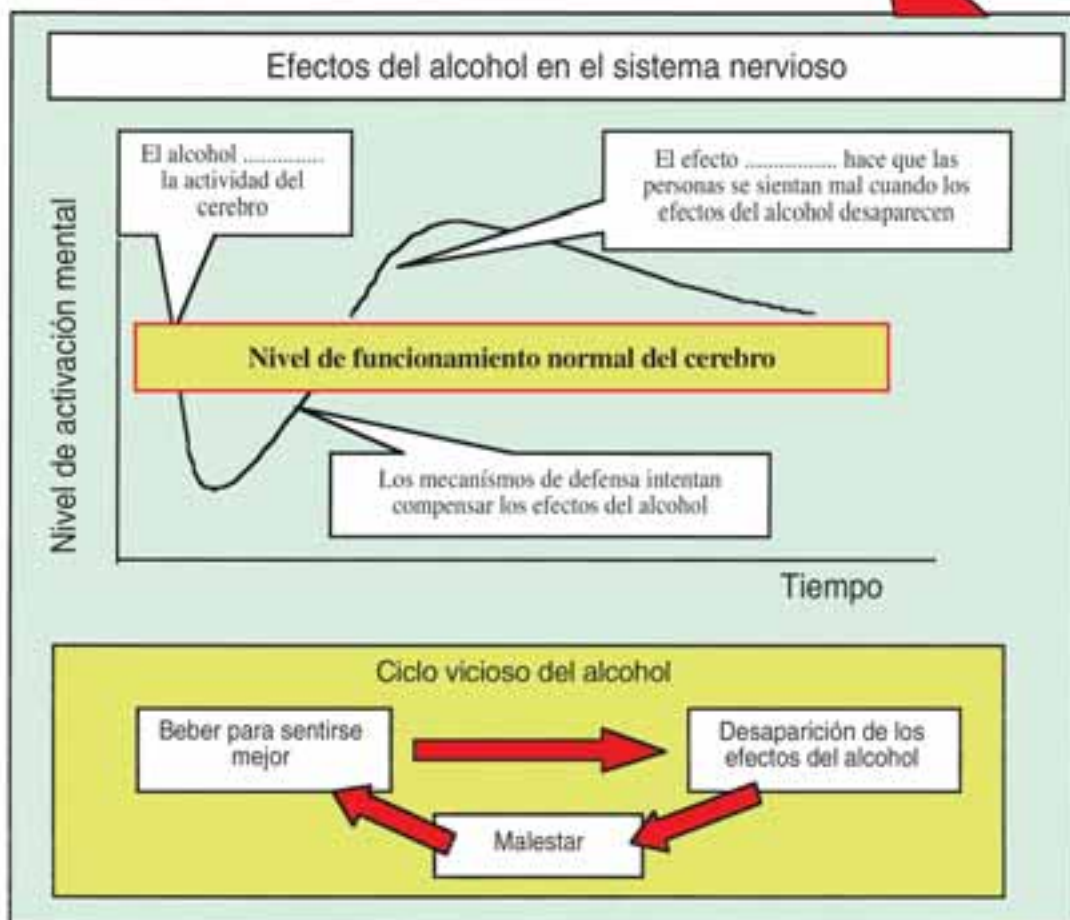 Efectos del alcohol en el sistema nervioso
El alcohol ..............
la actividad del
cerebro
El efecto ................. hace que las
personas se sientan mal cuando los
efectos del alcohol desaparecen
Nivel de activación mental
Nivel de funcionamiento normal del cerebro
Los mecanísmos de defensa intentan
compensar los efectos del alcohol
Tiempo
Ciclo vicioso del alcohol
Beber para sentirse
mejor
Desaparición de los
efectos del alcohol
Malestar